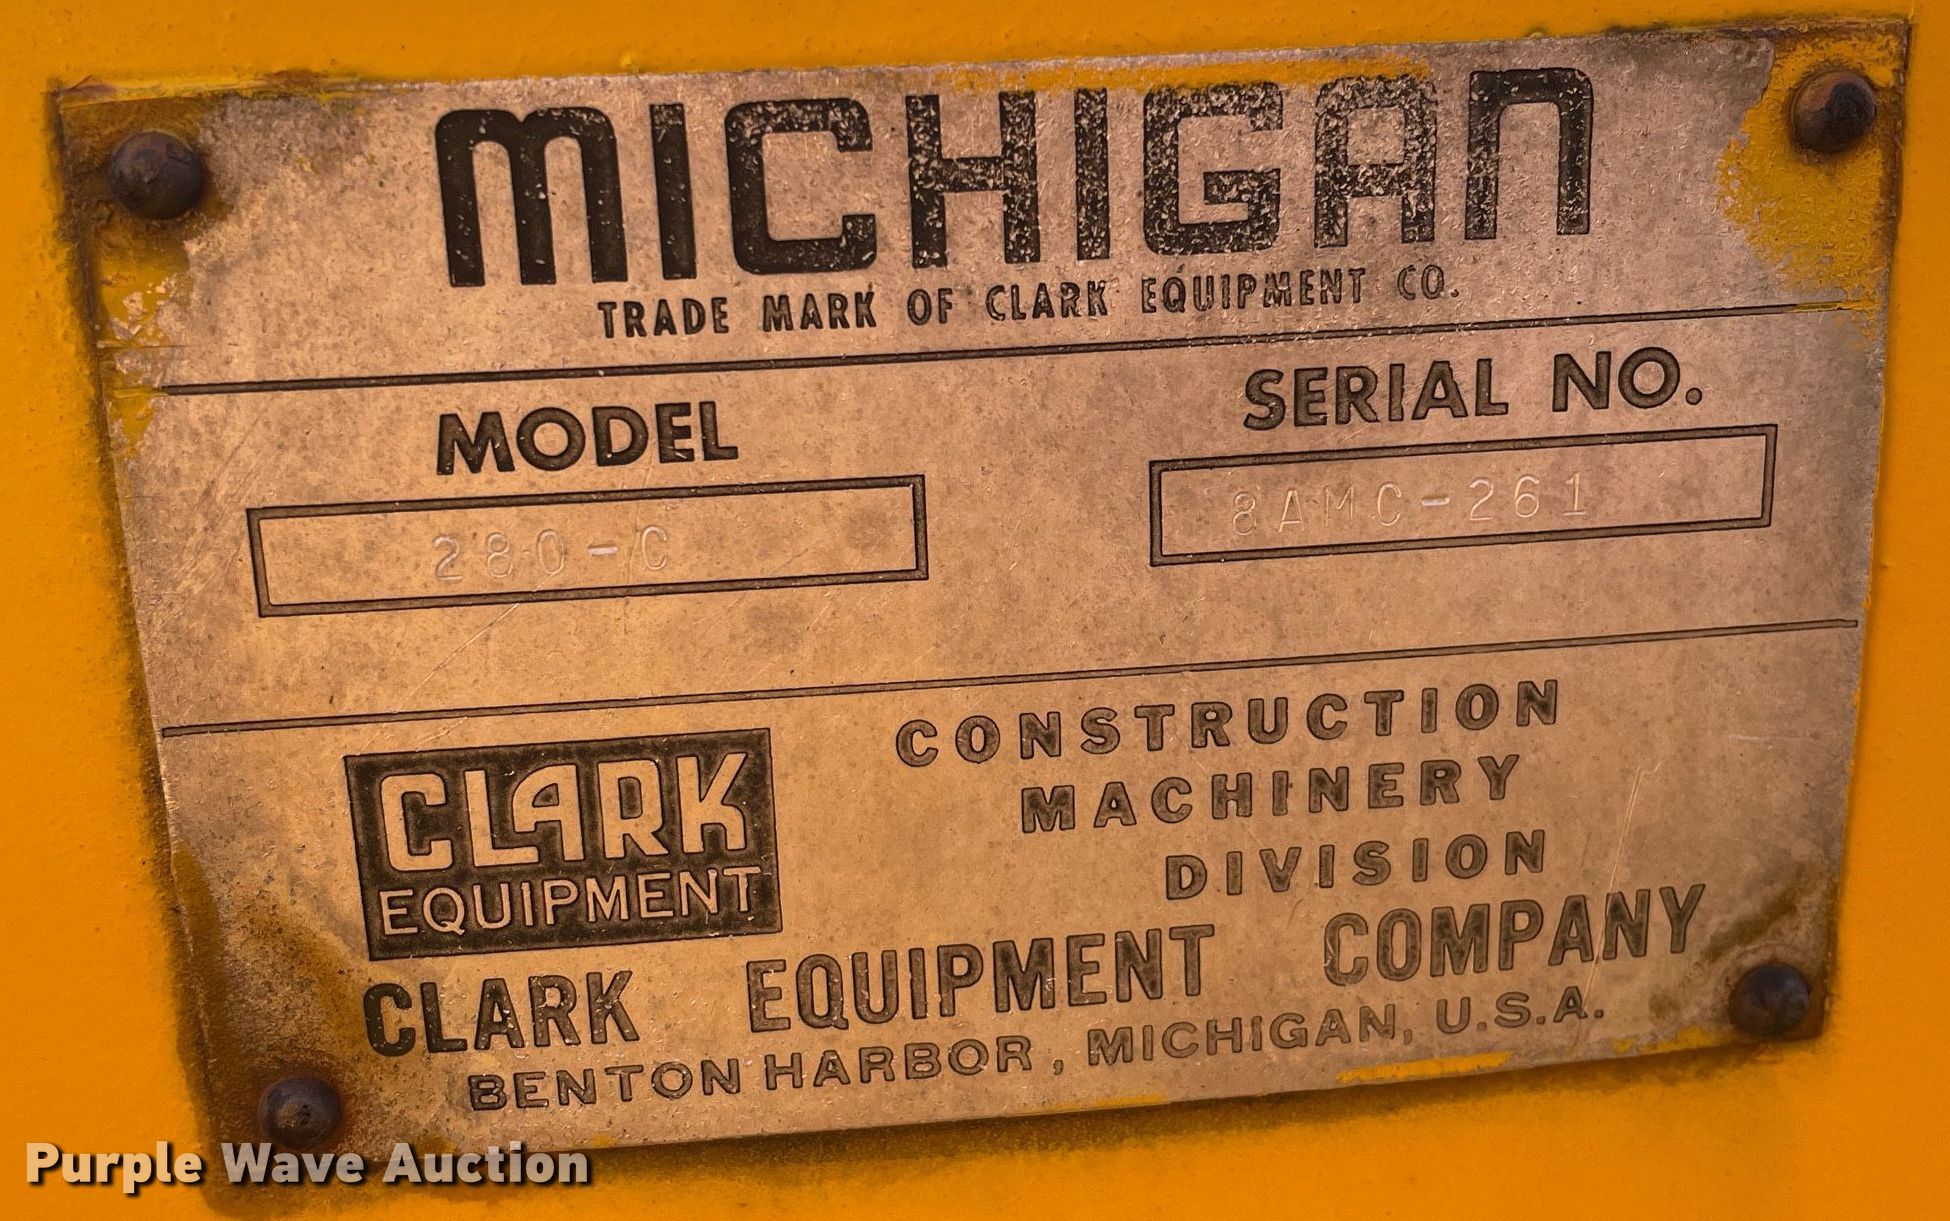 MICHIGAN
TRADE MARK OF CLARK EQUIPMENT CO.
MODEL
280-C
SERIAL NO.
8AMC-261
CLARK
EQUIPMENT
CONSTRUCTION
MACHINERY
DIVISION
CLARK EQUIPMENT COMPANY
BENTON HARBOR, MICHIGAN, U.S.A.
Purple Wave Auction